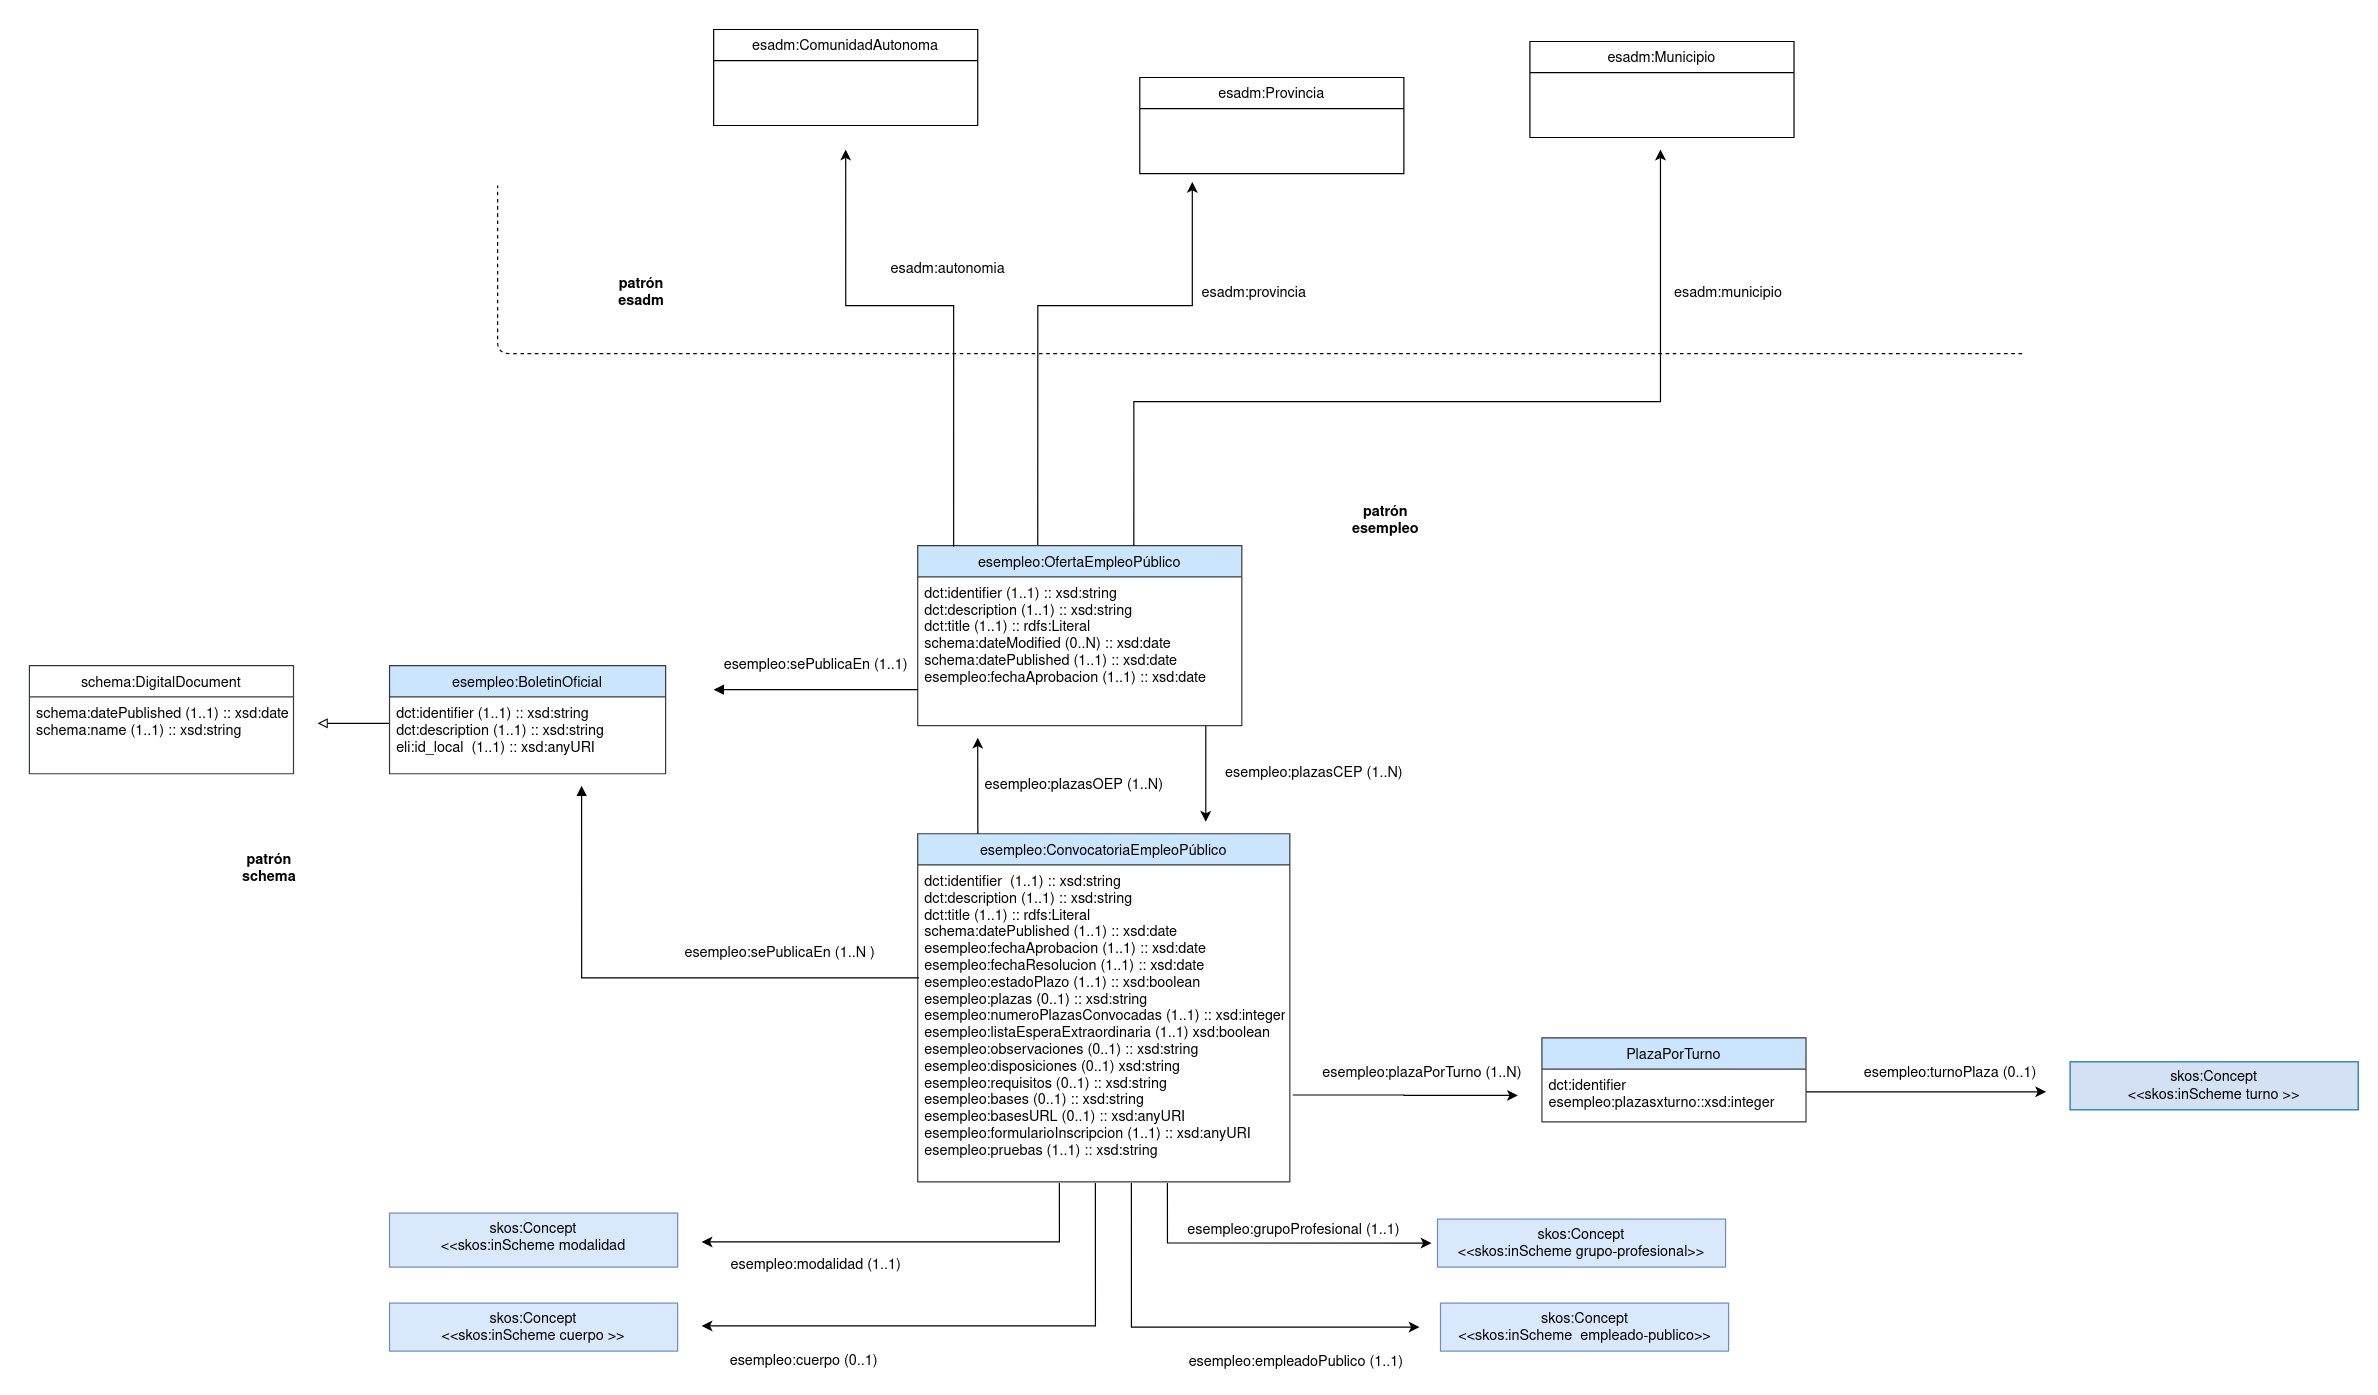 esadm:ComunidadAutonoma
esadm:Municipio
esadm:Provincia
esadm:autonomia
patrón
esadm
esadm:provincia
esadm:municipio
patrón
esempleo
esempleo:OfertaEmpleoPúblico
dct:identifier (1..1) :: xsd:string
dct:description (1..1) :: xsd:string
dct:title (1..1) :: rdfs:Literal
schema:dateModified (0..N) :: xsd:date
schema:datePublished (1..1) :: xsd:date
esempleo:fechaAprobacion (1..1) :: xsd:date
esempleo:sePublicaEn (1..1)
schema:DigitalDocument
schema:datePublished (1..1) :: xsd:date
schema:name (1..1) :: xsd:string
esempleo:BoletinOficial
dct:identifier (1..1) :: xsd:string
dct:description (1..1) :: xsd:string
eli:id_local  (1..1) :: xsd:anyURI
esempleo:plazasOEP (1..N)
esempleo:plazasCEP (1..N)
patrón
schema
esempleo:sePublicaEn (1..N )
esempleo:ConvocatoriaEmpleoPúblico
dct:identifier  (1..1) :: xsd:string
dct:description (1..1) :: xsd:string
dct:title (1..1) :: rdfs:Literal
schema:datePublished (1..1) :: xsd:date
esempleo:fechaAprobacion (1..1) :: xsd:date
esempleo:fechaResolucion (1..1) :: xsd:date
esempleo:estadoPlazo (1..1) :: xsd:boolean
esempleo:plazas (0..1) :: xsd:string
esempleo:numeroPlazasConvocadas (1..1) :: xsd:integer
esempleo:listaEsperaExtraordinaria (1..1) xsd:boolean
esempleo:observaciones (0..1) :: xsd:string
esempleo:disposiciones (0..1) xsd:string
esempleo:requisitos (0..1) :: xsd:string
esempleo:bases (0..1) :: xsd:string
esempleo:basesURL (0..1) :: xsd:anyURI
esempleo:formularioInscripcion (1..1) :: xsd:anyURI
esempleo:pruebas (1..1) :: xsd:string
esempleo:plazaPorTurno (1..N)
PlazaPorTurno
dct:identifier
esempleo:plazasxturno::xsd:integer
esempleo:turnoPlaza (0..1)
skos:Concept
<<skos:inScheme turno >>
skos:Concept
<<skos:inScheme modalidad
esempleo:modalidad (1..1)
esempleo:grupoProfesional (1..1)
skos:Concept
<<skos:inScheme grupo-profesional>>
skos:Concept
<<skos:inScheme cuerpo >>
esempleo:cuerpo (0..1)
esempleo:empleadoPublico (1..1)
skos:Concept
<<skos:inScheme  empleado-publico>>